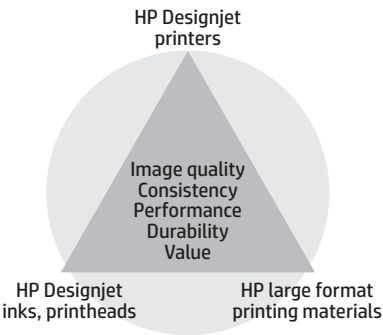 HP Designjet
printers
Image quality
Consistency
Performance
Durability
Value
HP Designjet
inks, printheads
HP large format
printing materials